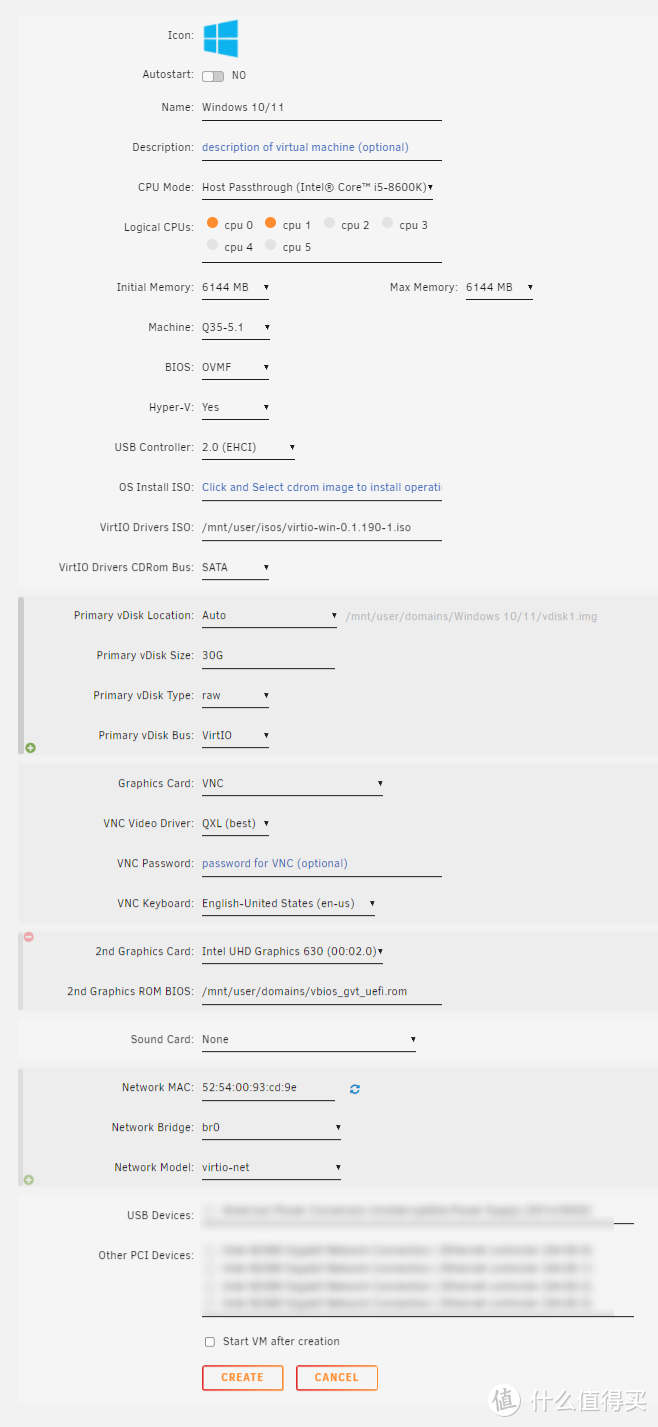 Icon:
Autostart: NO
Name: Windows 10/11
Description: description of virtual machine (optional)
CPU Mode: Host Passthrough (Intel® Core™ i5-8600K)
Logical CPUs: cpu 0 cpu 1 cpu 2 cpu 3
cpu 4 cpu 5
Initial Memory: 6144 MB Max Memory: 6144 MB
Machine: Q35-5.1
BIOS: OVMF
Hyper-V: Yes
USB Controller: 2.0 (EHCI)
OS Install ISO: Click and Select cdrom image to install operati
VirtIO Drivers ISO: /mnt/user/isos/virtio-win-0.1.190-1.iso
VirtIO Drivers CDRom Bus: SATA
Primary vDisk Location: Auto /mnt/user/domains/Windows 10/11/vdisk1.img
Primary vDisk Size: 30G
Primary vDisk Type: raw
Primary vDisk Bus: VirtIO
Graphics Card: VNC
VNC Video Driver: QXL (best)
VNC Password: password for VNC (optional)
VNC Keyboard: English-United States (en-us)
2nd Graphics Card: Intel UHD Graphics 630 (00:02.0)
2nd Graphics ROM BIOS: /mnt/user/domains/vbios_gvt_uefi.rom
Sound Card: None
Network MAC: 52:54:00:93:cd:9e
Network Bridge: br0
Network Model: virtio-net
USB Devices:
Other PCI Devices:
Start VM after creation
CREATE CANCEL
值 什么值得买